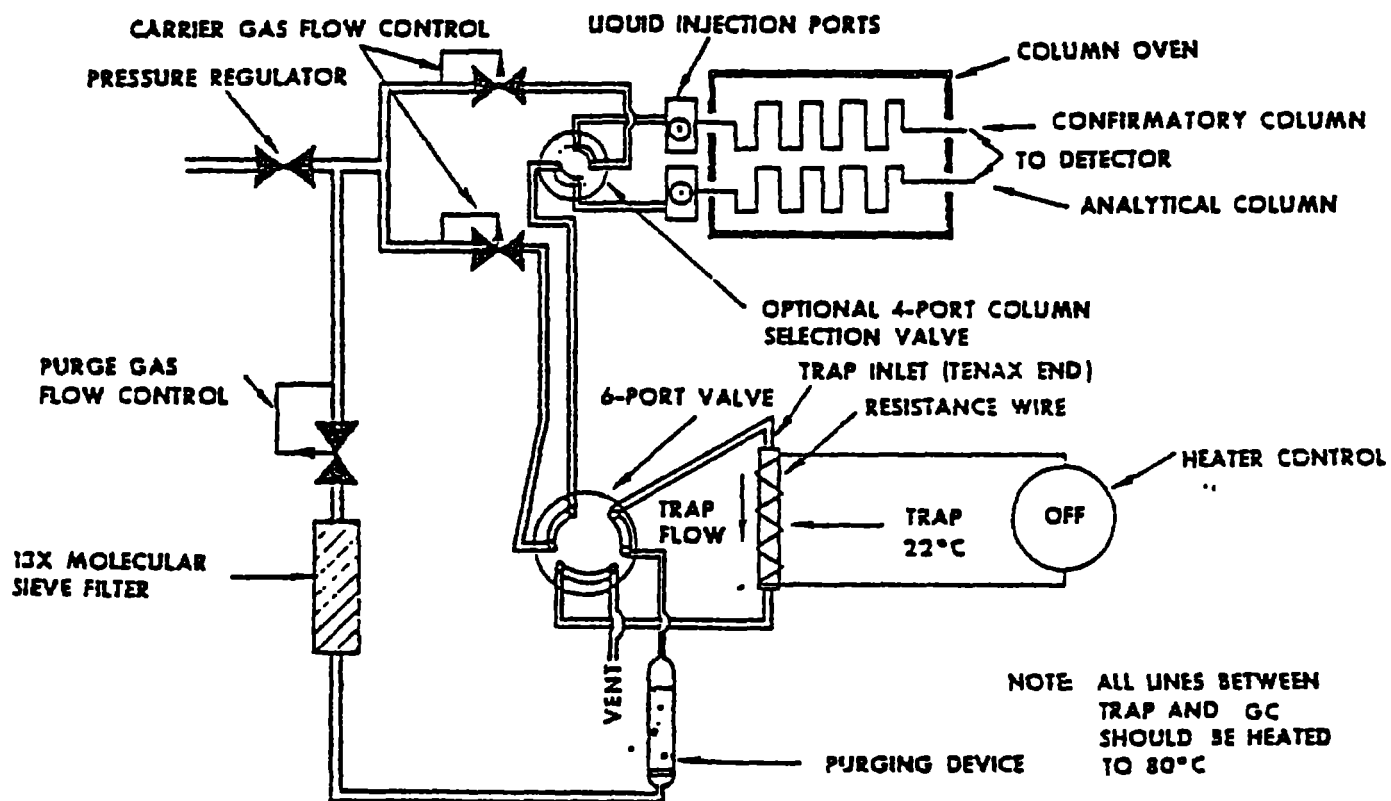 CARRIER GAS FLOW CONTROL
LIQUID INJECTION PORTS
COLUMN OVEN
PRESSURE REGULATOR
CONFIRMATORY COLUMN
TO DETECTOR
ANALYTICAL COLUMN
OPTIONAL 4-PORT COLUMN
SELECTION VALVE
PURGE GAS
FLOW CONTROL
TRAP INLET (TENAX END)
6-PORT VALVE
RESISTANCE WIRE
HEATER CONTROL
TRAP
FLOW
TRAP
22°C
OFF
13X MOLECULAR
SIEVE FILTER
VENT
PURGING DEVICE
NOTE: ALL LINES BETWEEN
TRAP AND GC
SHOULD BE HEATED
TO 80°C